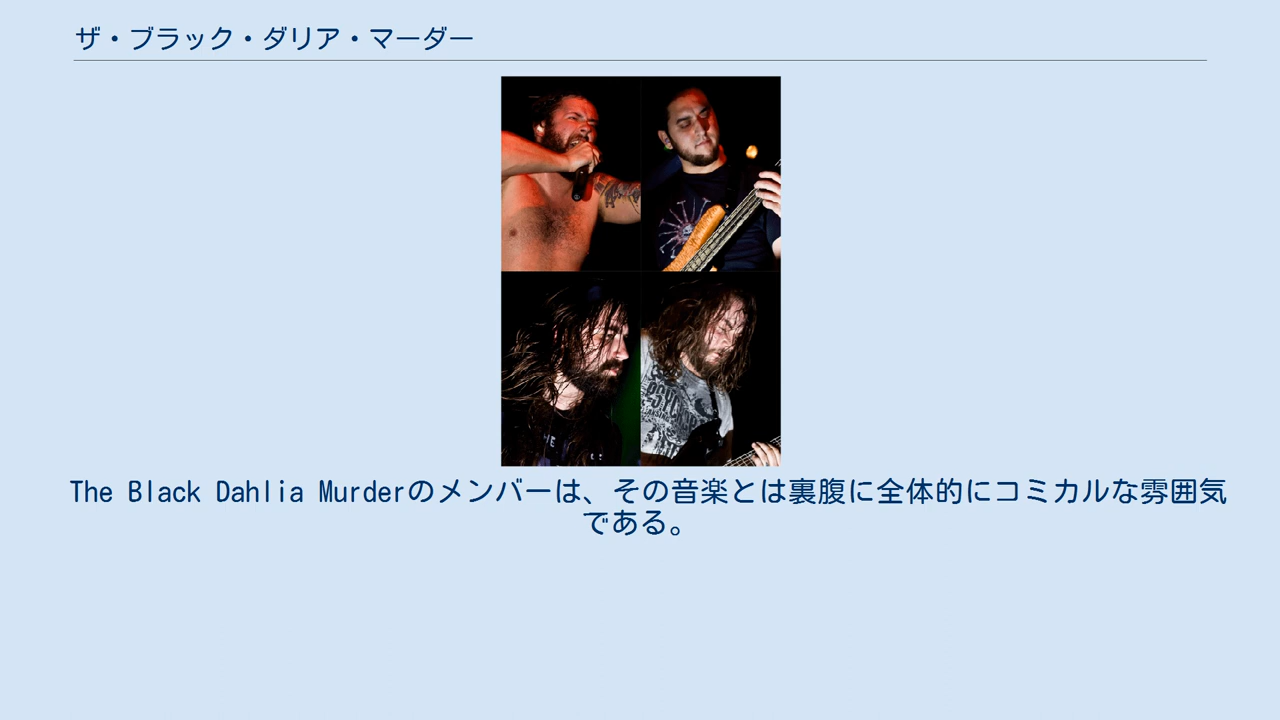 ザ・ブラック・ダリア・マーダー
The Black Dahlia Murderのメンバーは、その音楽とは裏腹に全体的にコミカルな雰囲気
である。